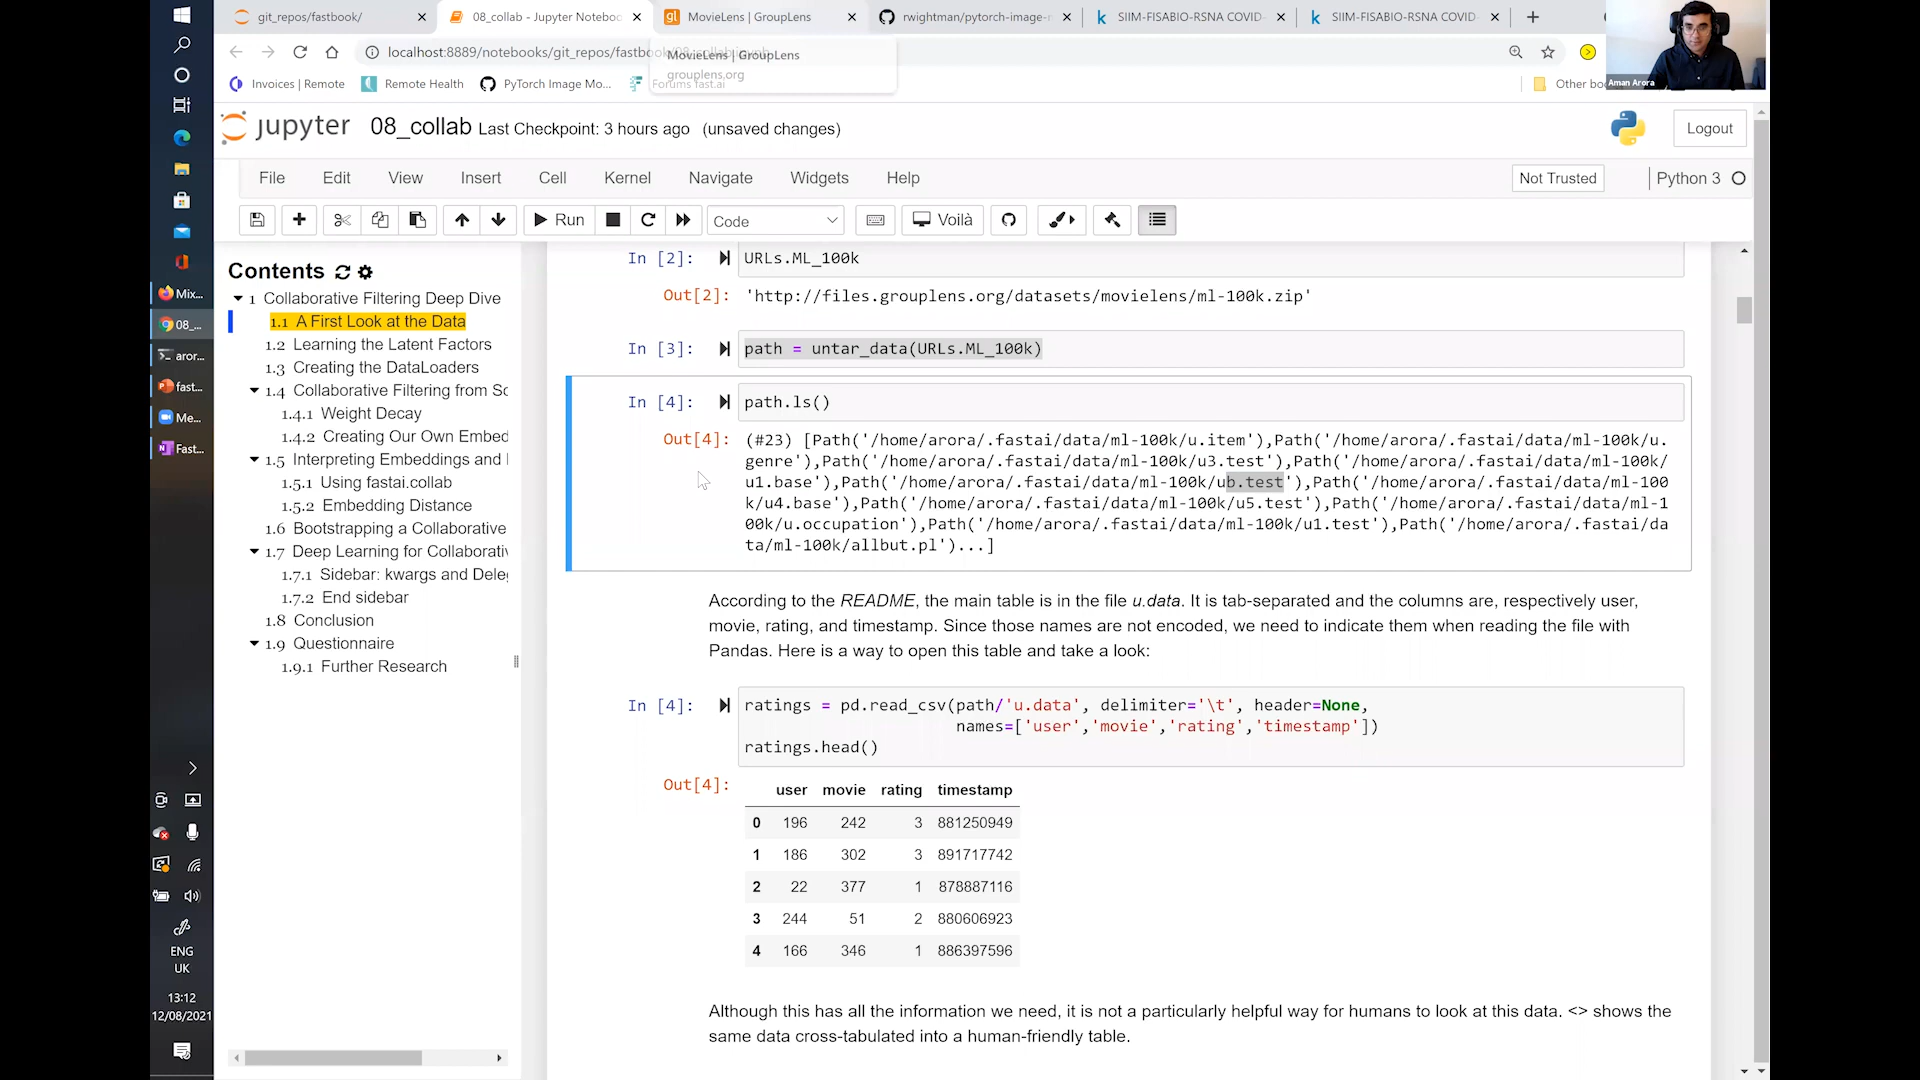 git_repos/fastbook/
08_collab - Jupyter Noteboo
MovieLens | GroupLens
rwightman/pytorch-image-m
SIIM-FISABIO-RSNA COVID-
SIIM-FISABIO-RSNA COVID-
localhost:8889/notebooks/git_repos/fastbook/08_collab.ipynb
MovieLens | GroupLens
grouplens.org
Aman Arora
Invoices | Remote
Remote Health
PyTorch Image Mo...
Forums fast.ai
Other bo
jupyter 08_collab Last Checkpoint: 3 hours ago (unsaved changes)
Logout
File Edit View Insert Cell Kernel Navigate Widgets Help
Not Trusted
Python 3
Run
Code
Voilà
Contents
1 Collaborative Filtering Deep Dive
1.1 A First Look at the Data
1.2 Learning the Latent Factors
1.3 Creating the DataLoaders
1.4 Collaborative Filtering from Sc
1.4.1 Weight Decay
1.4.2 Creating Our Own Embed
1.5 Interpreting Embeddings and
1.5.1 Using fastai.collab
1.5.2 Embedding Distance
1.6 Bootstrapping a Collaborative
1.7 Deep Learning for Collaborativ
1.7.1 Sidebar: kwargs and Dele
1.7.2 End sidebar
1.8 Conclusion
1.9 Questionnaire
1.9.1 Further Research
In [2]: URLs.ML_100k
Out[2]: 'http://files.grouplens.org/datasets/movielens/ml-100k.zip'
In [3]: path = untar_data(URLs.ML_100k)
In [4]: path.ls()
Out[4]: (#23) [Path('/home/arora/.fastai/data/ml-100k/u.item'),Path('/home/arora/.fastai/data/ml-100k/u.
genre'),Path('/home/arora/.fastai/data/ml-100k/u3.test'),Path('/home/arora/.fastai/data/ml-100k/
u1.base'),Path('/home/arora/.fastai/data/ml-100k/ub.test'),Path('/home/arora/.fastai/data/ml-100
k/u4.base'),Path('/home/arora/.fastai/data/ml-100k/u5.test'),Path('/home/arora/.fastai/data/ml-1
00k/u.occupation'),Path('/home/arora/.fastai/data/ml-100k/u1.test'),Path('/home/arora/.fastai/da
ta/ml-100k/allbut.pl')...]
According to the README, the main table is in the file u.data. It is tab-separated and the columns are, respectively user,
movie, rating, and timestamp. Since those names are not encoded, we need to indicate them when reading the file with
Pandas. Here is a way to open this table and take a look:
In [4]: ratings = pd.read_csv(path/'u.data', delimiter='\t', header=None,
names=['user','movie','rating','timestamp'])
ratings.head()
Out[4]:
user movie rating timestamp
0 196 242 3 881250949
1 186 302 3 891717742
2 22 377 1 878887116
3 244 51 2 880606923
4 166 346 1 886397596
Although this has all the information we need, it is not a particularly helpful way for humans to look at this data. <> shows the
same data cross-tabulated into a human-friendly table.
Mix...
08_...
aror...
fast...
Me...
Fast...
ENG
UK
13:12
12/08/2021